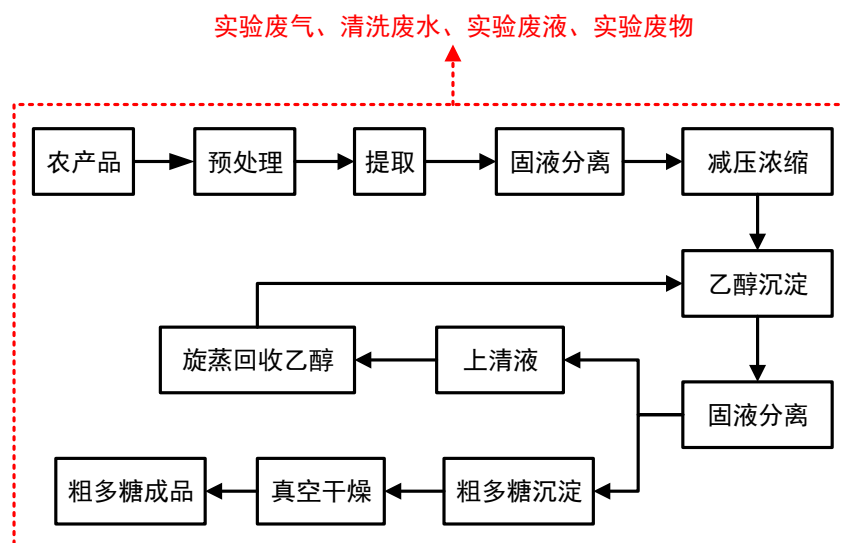 实验废气、清洗废水、实验废液、实验废物
农产品
预处理
提取
固液分离
减压浓缩
乙醇沉淀
旋蒸回收乙醇
上清液
固液分离
粗多糖成品
真空干燥
粗多糖沉淀